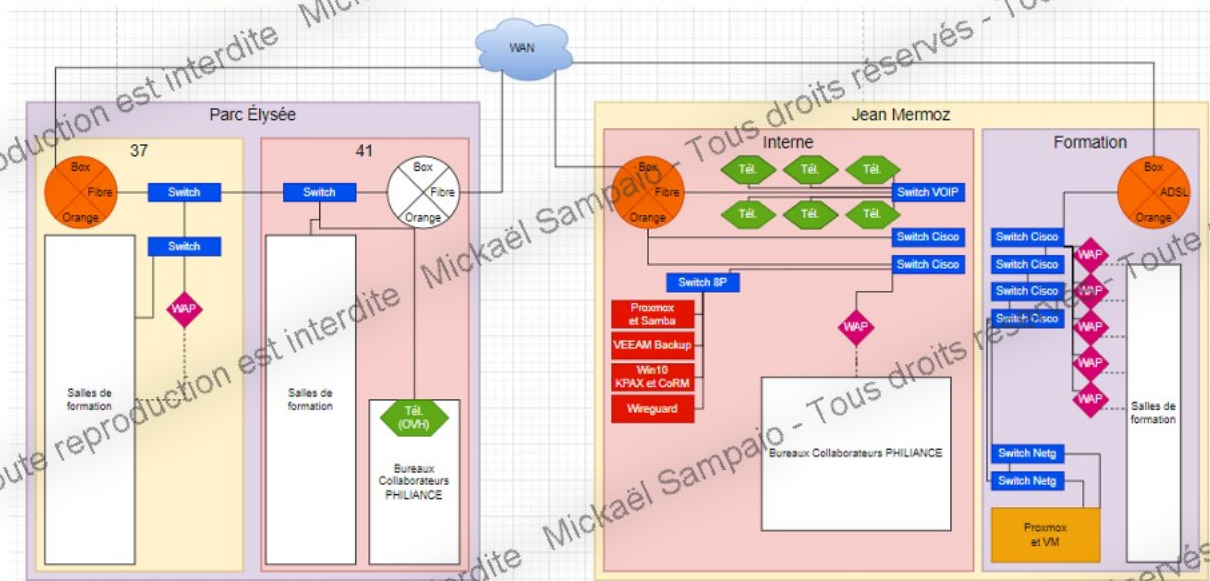 WAN
Parc Élysée
37
Box
Fibre
Orange
Switch
Switch
WAP
Salles de
formation
41
Switch
Box
Fibre
Orange
Salles de
formation
Tél.
(OVH)
Bureaux
Collaborateurs
PHILIANCE
Jean Mermoz
Interne
Box
Fibre
Orange
Tél.
Tél.
Tél.
Tél.
Tél.
Tél.
Switch VOIP
Switch Cisco
Switch Cisco
Switch 8P
Proxmox
et Samba
VEEAM Backup
Win10
KPAX et CoRM
Wireguard
WAP
Bureaux Collaborateurs PHILIANCE
Formation
Box
ADSL
Orange
Switch Cisco
Switch Cisco
Switch Cisco
Switch Cisco
WAP
WAP
WAP
WAP
WAP
Salles de
formation
Switch Netg
Switch Netg
Proxmox
et VM
Toute reproduction est interdite Mickaël Sampaio - Tous droits réservés - Toute